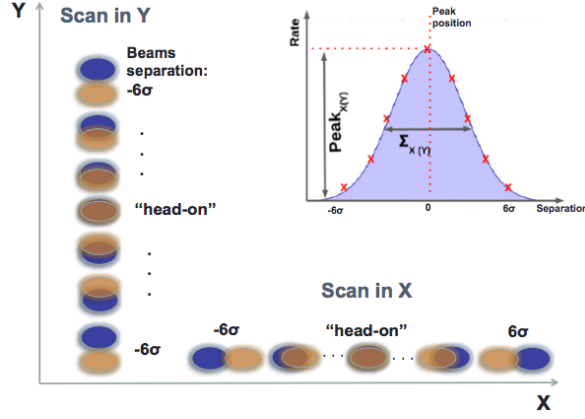 Y
Scan in Y
Beams
separation:
-6σ
.
.
.
"head-on"
.
.
.
-6σ
Rate
Peak
position
Peak X(Y)
Σ X (Y)
-6σ 0 6σ Separation
Scan in X
-6σ "head-on" 6σ
. . . . . .
X